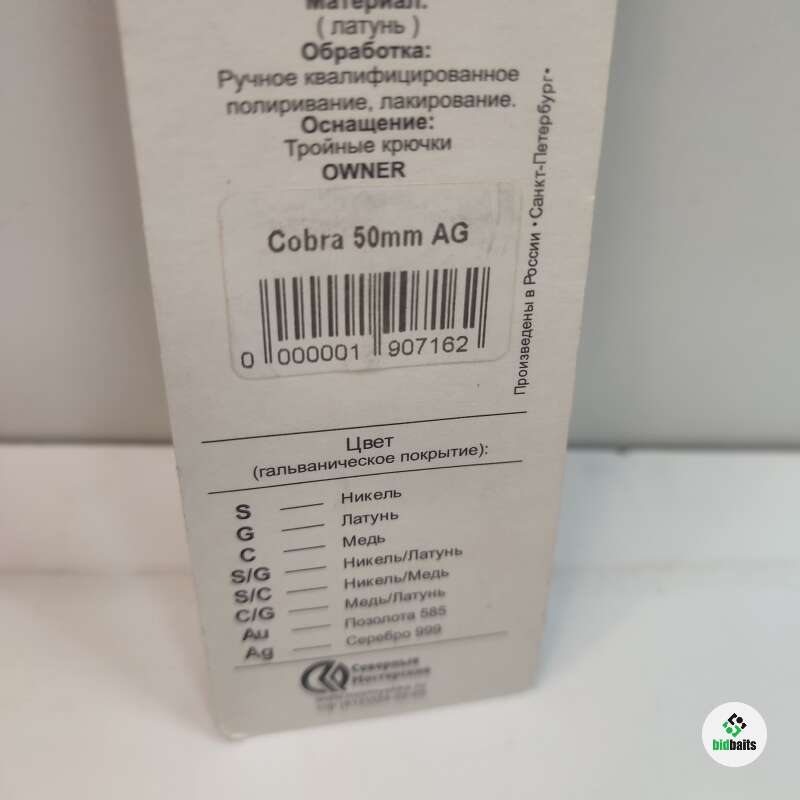 Материал:
( латунь )
Обработка:
Ручное квалифицированное
полиривание, лакирование.
Оснащение:
Тройные крючки
OWNER
Cobra 50mm AG
0 000001 907162
Произведены в России • Санкт-Петербург•
Цвет
(гальваническое покрытие):
S Никель
G Латунь
C Медь
S/G Никель/Латунь
S/C Никель/Медь
C/G Медь/Латунь
Au Позолота 585
Ag Серебро 999
Северные
Мастерские
bidbaits